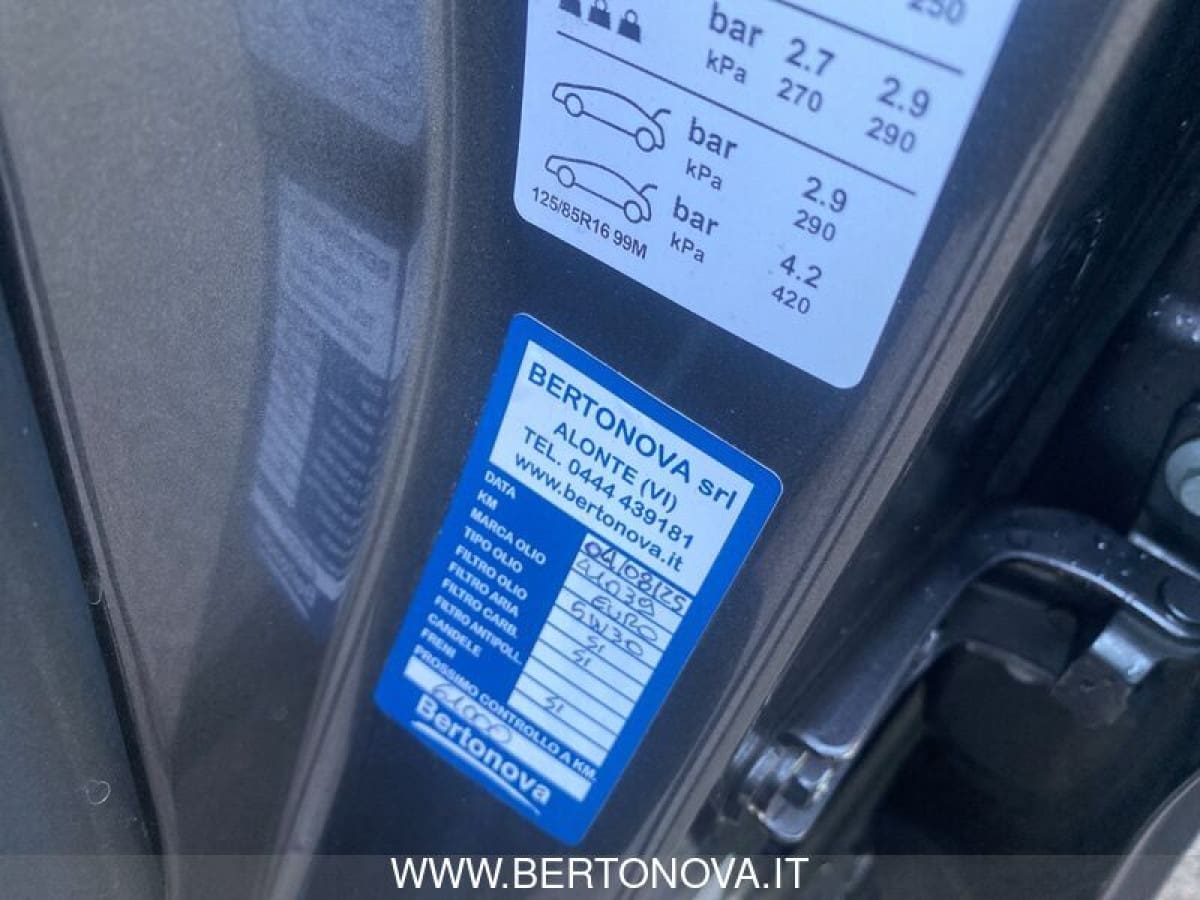 250
bar 2.7 2.9
kPa 270 290
bar 2.9
kPa 290
bar 4.2
kPa 420
125/85R16 99M
BERTONOVA srl
ALONTE (VI)
TEL. 0444 439181
www.bertonova.it
DATA 04/08/25
KM 41039
MARCA OLIO EURO
TIPO OLIO 5W30
FILTRO OLIO SI
FILTRO ARIA SI
FILTRO CARB.
FILTRO ANTIPOLL. SI
CANDELE
FRENI
PROSSIMO CONTROLLO A KM.
61000
Bertonova
WWW.BERTONOVA.IT